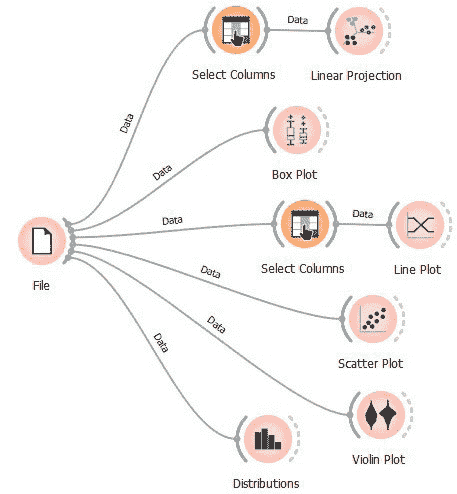 Data
Select Columns
Linear Projection
Data
Box Plot
Data
Data
Data
Select Columns
Line Plot
File
Data
Scatter Plot
Data
Violin Plot
Data
Distributions